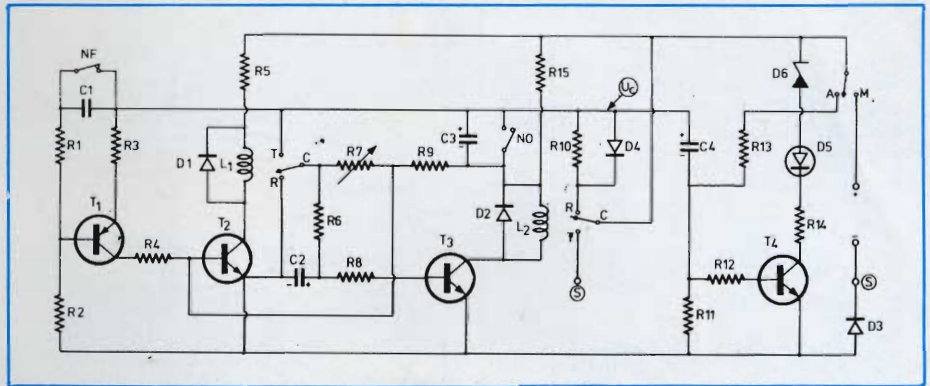 NF
C1
R1
R3
T1
R4
R2
R5
D1
L1
T2
T
C
R
R7
R9
R6
C2
R8
C3
NO
D2
L2
T3
R15
Uc
R10
D4
R
C
T
S
C4
R13
R12
R11
D6
A
M
D5
R14
T4
S
D3